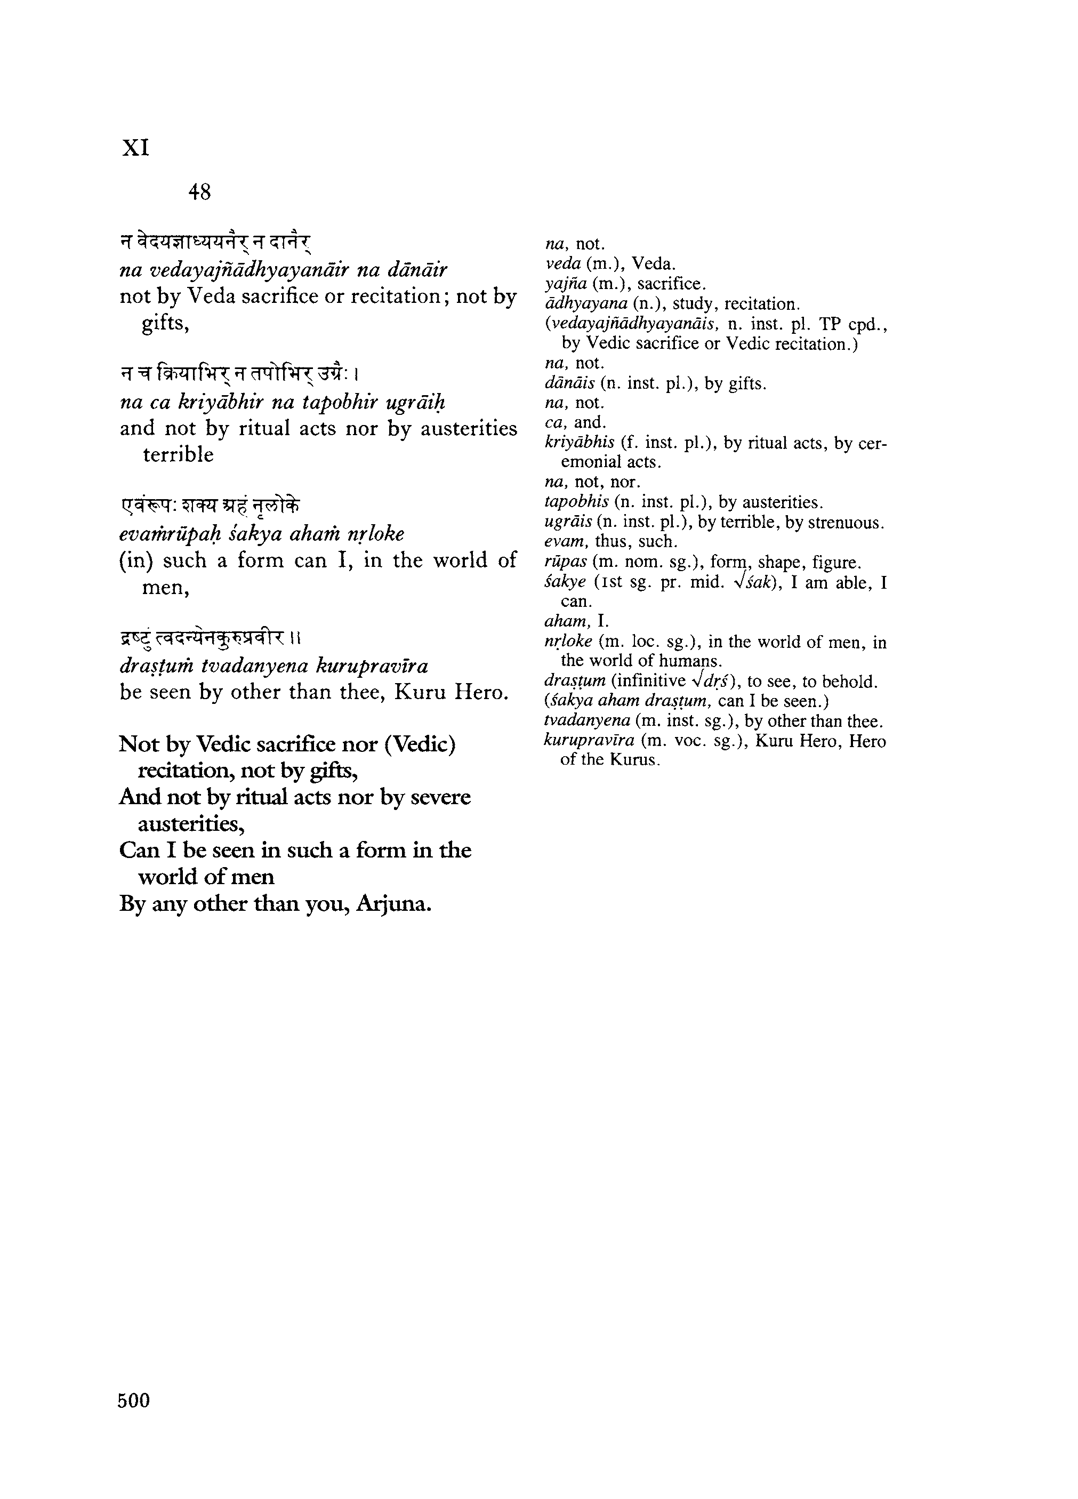 XI
48
न वेदयज्ञाध्ययनैर् न दानैर्
na vedayajñādhyayanāir na dānāir
not by Veda sacrifice or recitation; not by
gifts,
न च क्रियाभिर् न तपोभिर् उग्रैः।
na ca kriyābhir na tapobhir ugrāiḥ
and not by ritual acts nor by austerities
terrible
एवंरूपः शक्य अहं नृलोके
evaṁrūpaḥ śakya ahaṁ nṛloke
(in) such a form can I, in the world of
men,
द्रष्टुं त्वदन्येनकुरुप्रवीर॥
draṣṭuṁ tvadanyena kurupravīra
be seen by other than thee, Kuru Hero.
Not by Vedic sacrifice nor (Vedic)
recitation, not by gifts,
And not by ritual acts nor by severe
austerities,
Can I be seen in such a form in the
world of men
By any other than you, Arjuna.
na, not.
veda (m.), Veda.
yajña (m.), sacrifice.
ādhyayana (n.), study, recitation.
(vedayajñādhyayanāis, n. inst. pl. TP cpd.,
by Vedic sacrifice or Vedic recitation.)
na, not.
dānāis (n. inst. pl.), by gifts.
na, not.
ca, and.
kriyābhis (f. inst. pl.), by ritual acts, by cer-
emonial acts.
na, not, nor.
tapobhis (n. inst. pl.), by austerities.
ugrāis (n. inst. pl.), by terrible, by strenuous.
evam, thus, such.
rūpas (m. nom. sg.), form, shape, figure.
śakye (1st sg. pr. mid. √śak), I am able, I
can.
aham, I.
nṛloke (m. loc. sg.), in the world of men, in
the world of humans.
draṣṭum (infinitive √dṛś), to see, to behold.
(śakya aham draṣṭum, can I be seen.)
tvadanyena (m. inst. sg.), by other than thee.
kurupravīra (m. voc. sg.), Kuru Hero, Hero
of the Kurus.
500